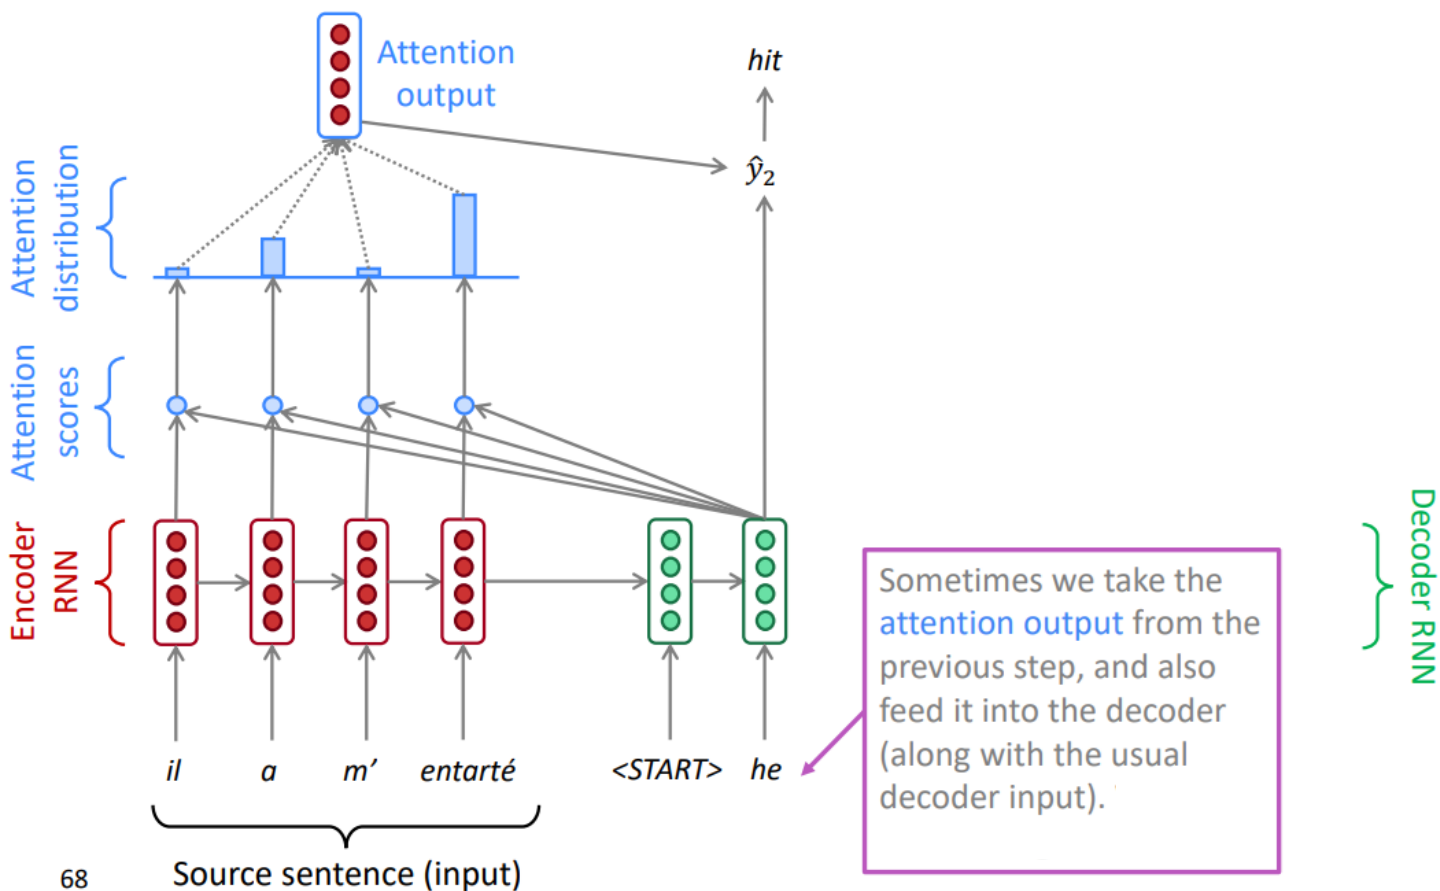 Attention
output
hit
ŷ₂
Attention
distribution
Attention
scores
Encoder
RNN
Decoder RNN
Sometimes we take the
attention output from the
previous step, and also
feed it into the decoder
(along with the usual
decoder input).
il a m’ entarté <START> he
Source sentence (input)
68